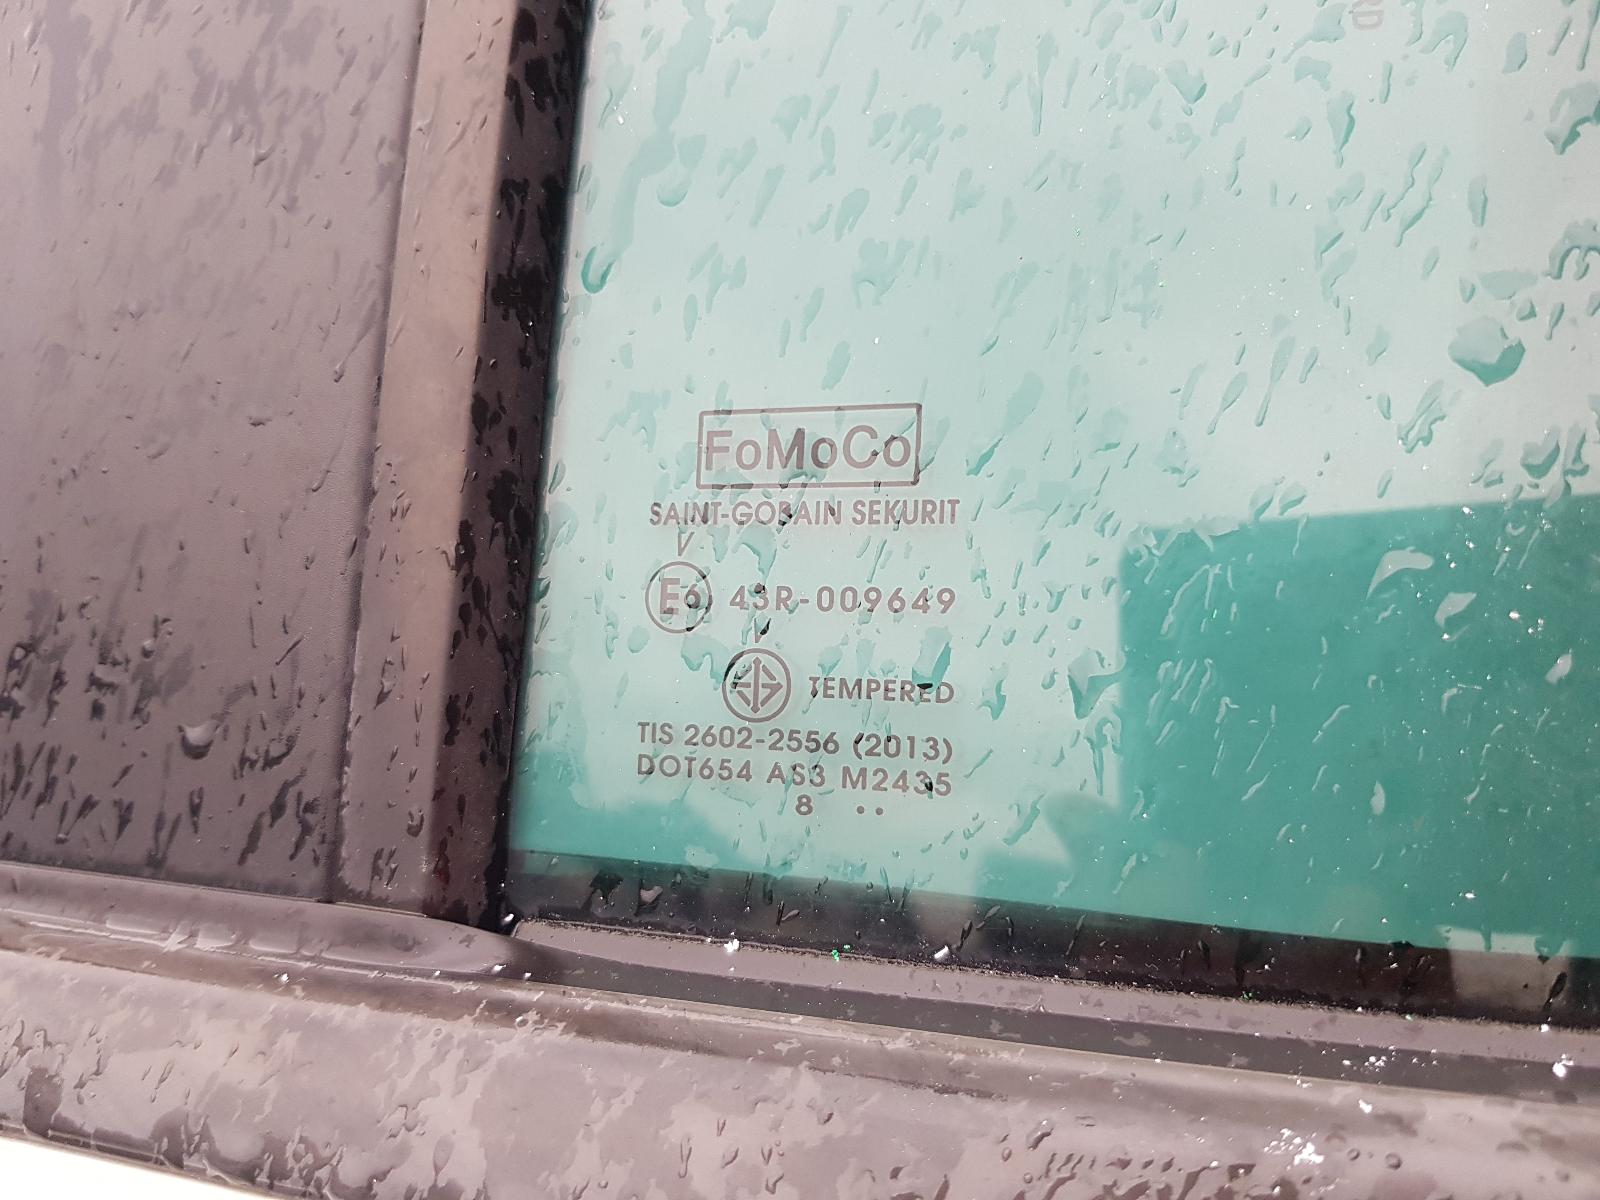 FoMoCo
SAINT-GOBAIN SEKURIT
V
E6 43R-009649
V
TEMPERED
TIS 2602-2556 (2013)
DOT654 AS3 M2435
8 ..